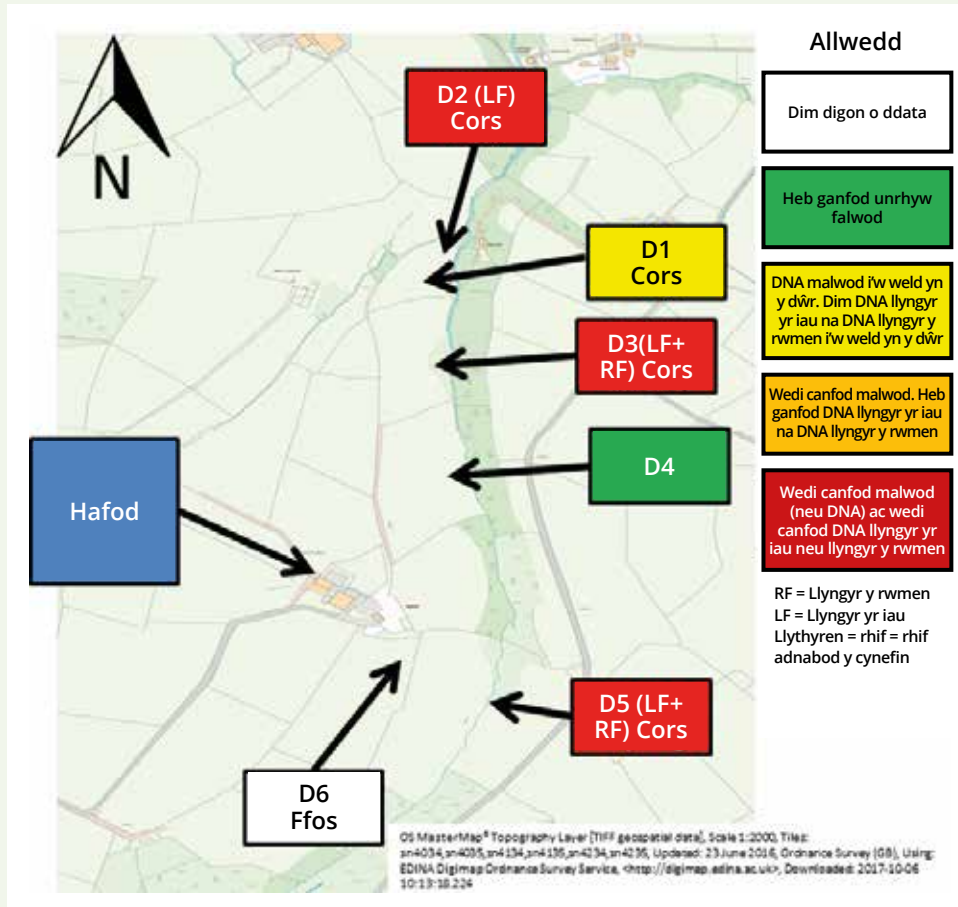 N
D2 (LF)
Cors
D1
Cors
D3(LF+
RF) Cors
D4
Hafod
D5 (LF+
RF) Cors
D6
Ffos
Allwedd
Dim digon o ddata
Heb ganfod unrhyw
falwod
DNA malwod i'w weld yn
y dŵr. Dim DNA llyngyr
yr iau na DNA llyngyr y
rwmen i'w weld yn y dŵr
Wedi canfod malwod. Heb
ganfod DNA llyngyr yr iau
na DNA llyngyr y rwmen
Wedi canfod malwod
(neu DNA) ac wedi
canfod DNA llyngyr yr
iau neu llyngyr y rwmen
RF = Llyngyr y rwmen
LF = Llyngyr yr iau
Llythyren = rhif = rhif
adnabod y cynefin
OS MasterMap® Topography Layer [TIFF geospatial data], Scale 1:2000, Tiles:
sn4034,sn4035,sn4134,sn4135,sn4234,sn4235, Updated: 23 June 2016, Ordnance Survey (GB), Using:
EDINA Digimap Ordnance Survey Service, <http://digimap.edina.ac.uk>, Downloaded: 2017-10-06
10:13:18.224